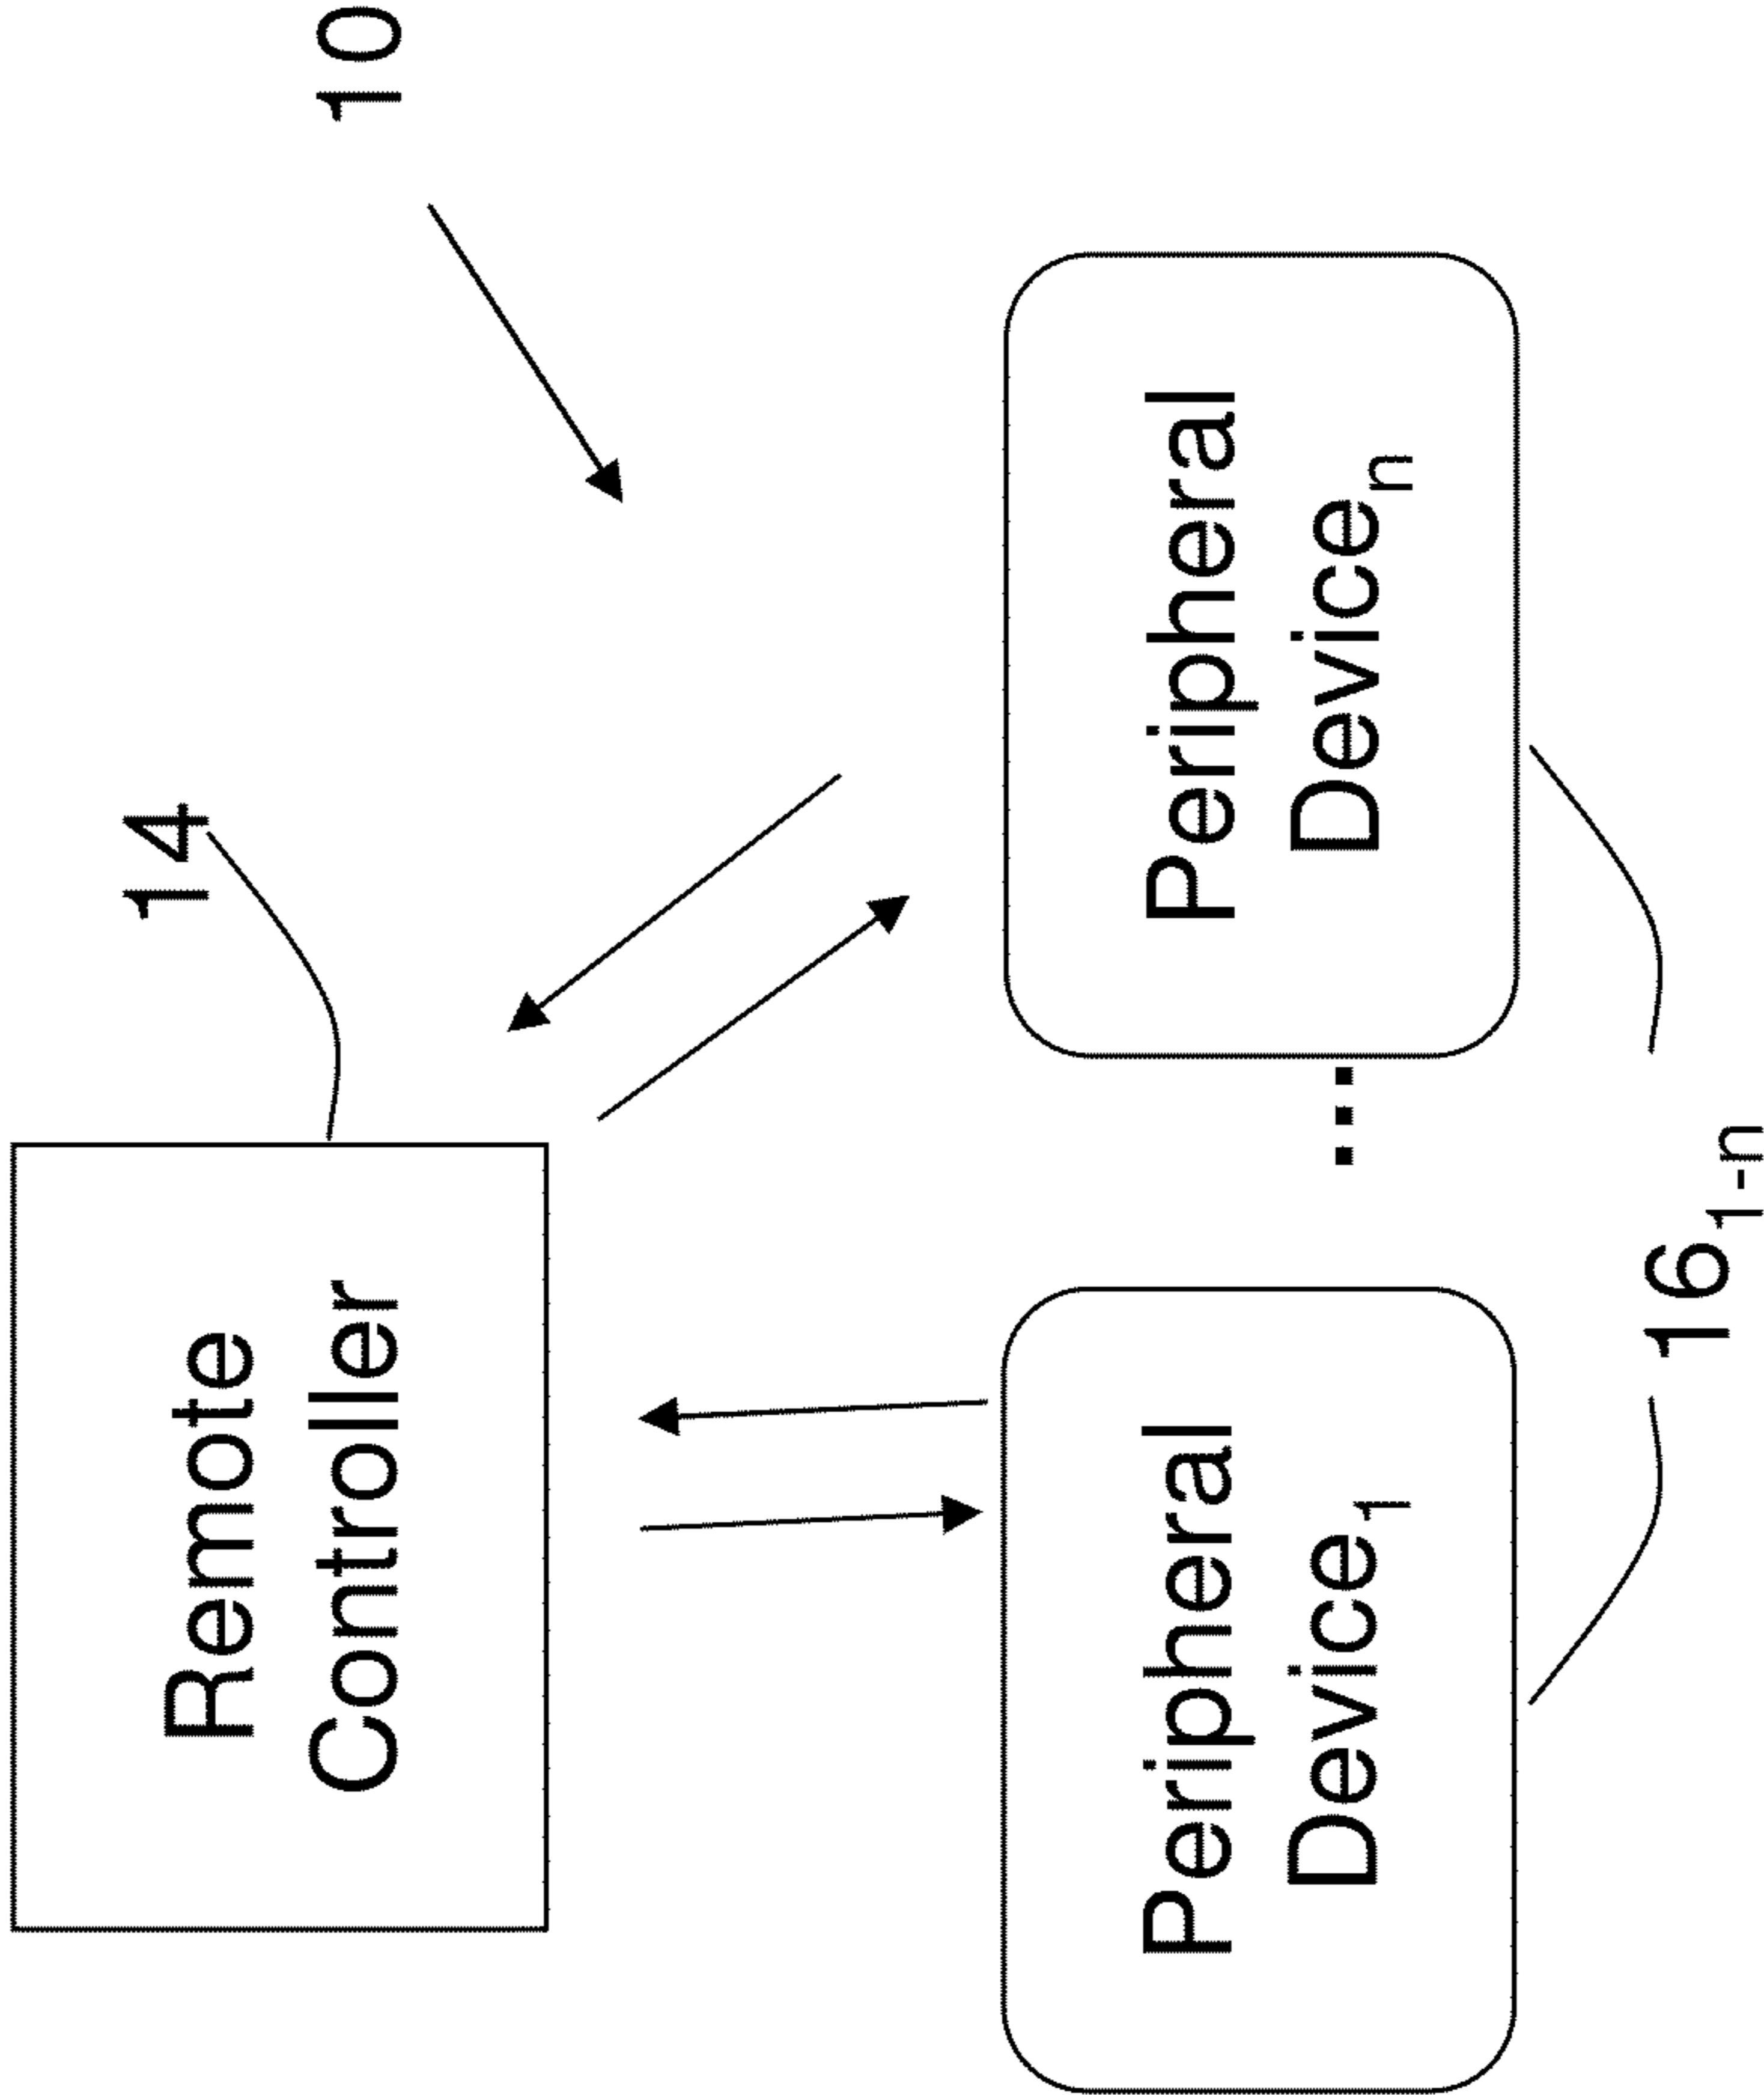 10
14
Remote
Controller
Peripheral
Device₁
...
Peripheral
Deviceₙ
16₁₋ₙ